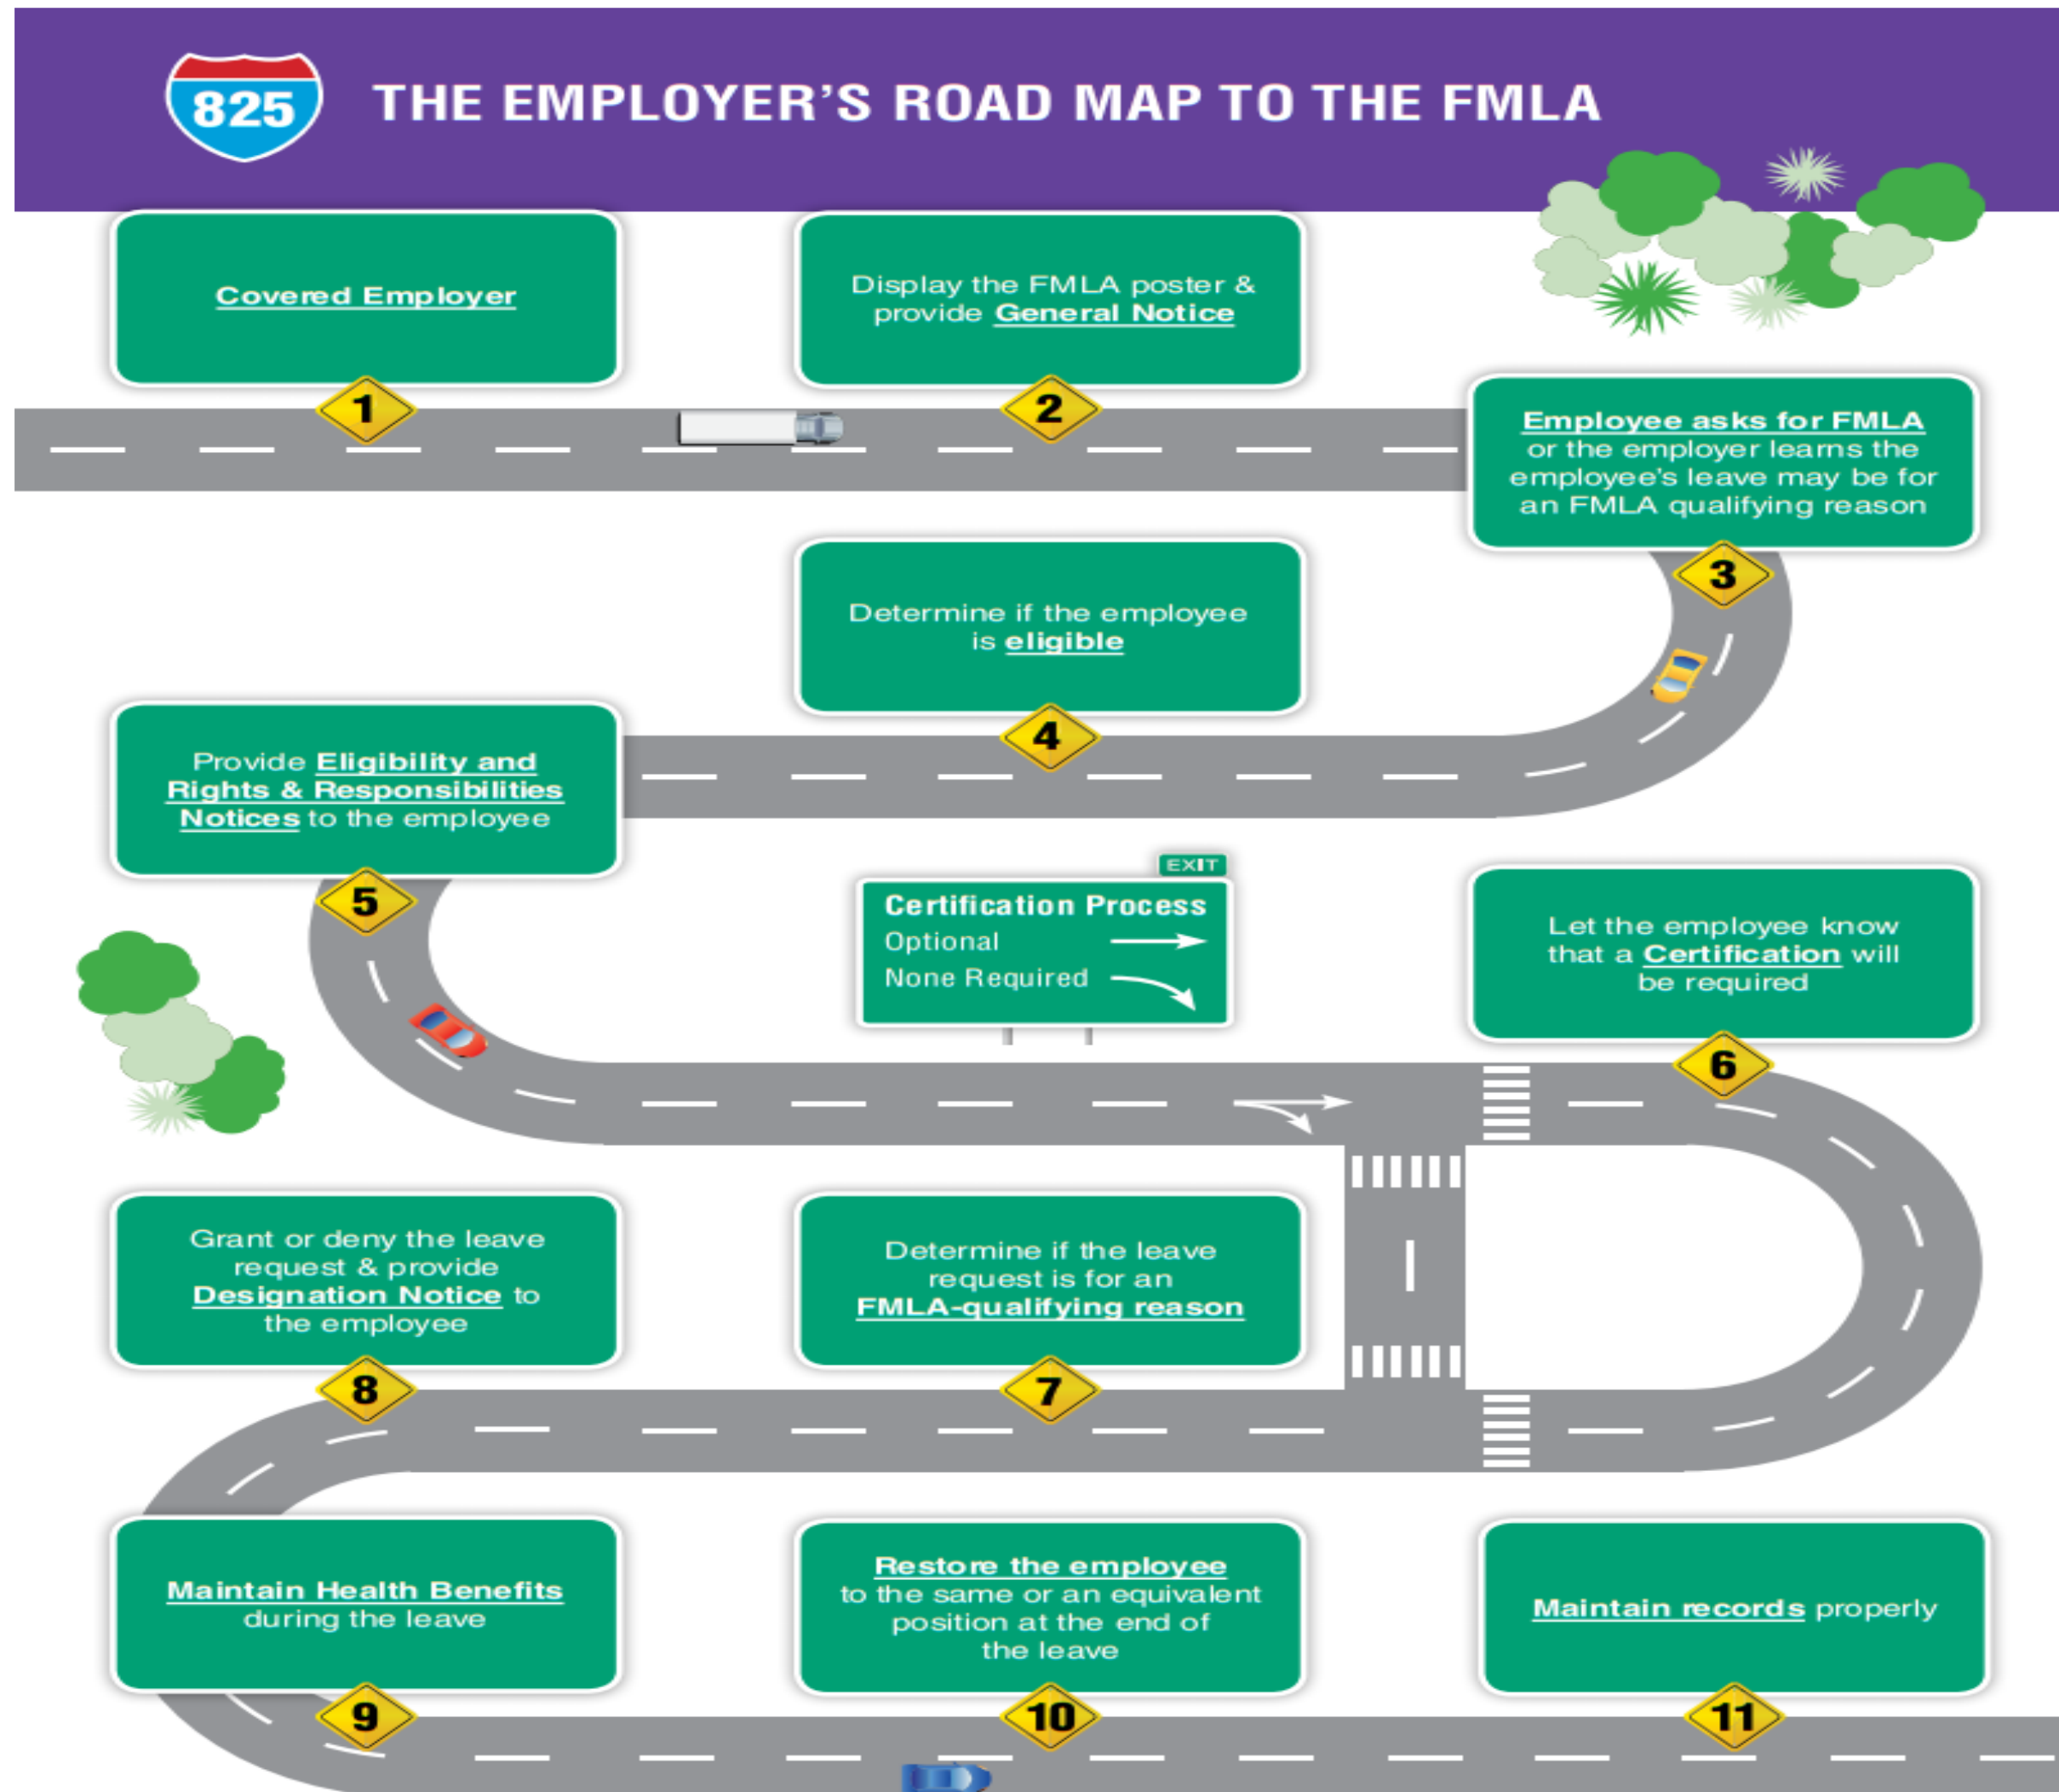 825
THE EMPLOYER'S ROAD MAP TO THE FMLA
Covered Employer
1
Display the FMLA poster &
provide General Notice
2
Employee asks for FMLA
or the employer learns the
employee's leave may be for
an FMLA qualifying reason
3
Determine if the employee
is eligible
4
Provide Eligibility and
Rights & Responsibilities
Notices to the employee
5
EXIT
Certification Process
Optional
None Required
Let the employee know
that a Certification will
be required
6
Determine if the leave
request is for an
FMLA-qualifying reason
7
Grant or deny the leave
request & provide
Designation Notice to
the employee
8
Maintain Health Benefits
during the leave
9
Restore the employee
to the same or an equivalent
position at the end of
the leave
10
Maintain records properly
11